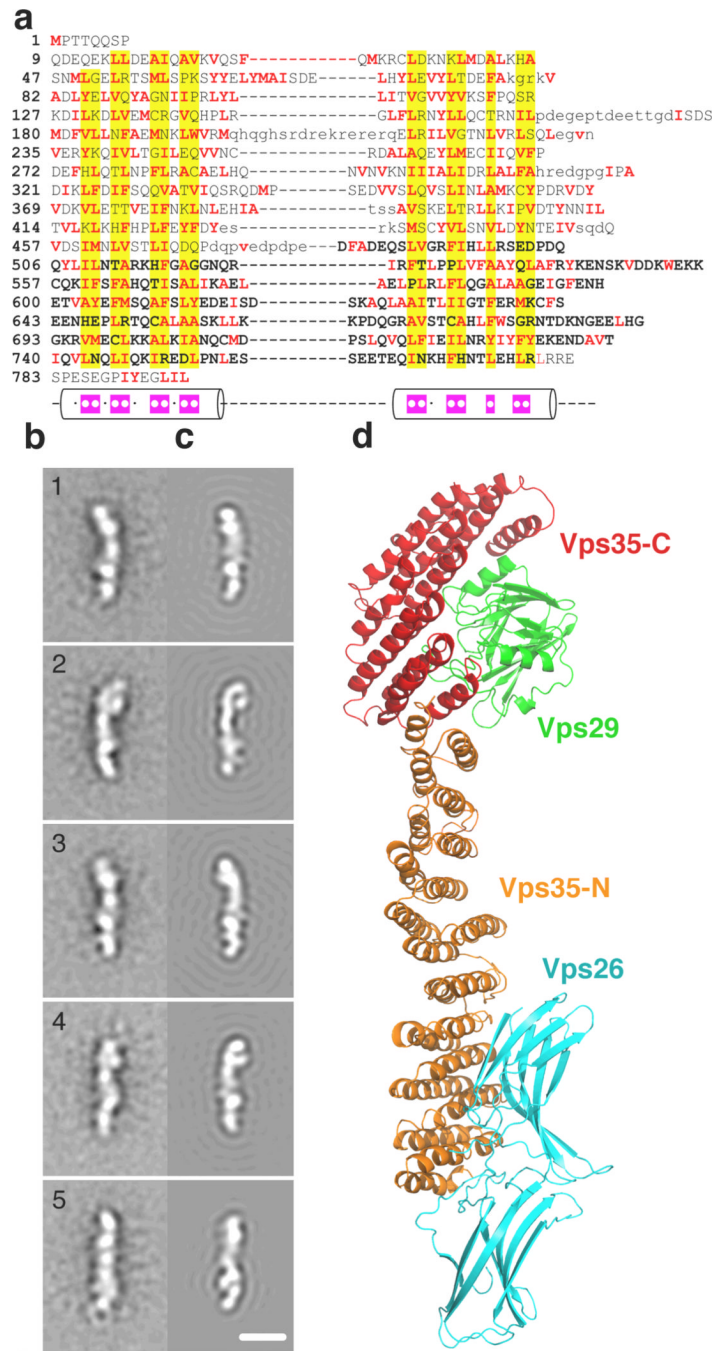 a
1 MPTTQQSP
9 QDEQEKLLDEAIQAVKVQSF------------QMKRCLDKNKLMDALKHA
47 SNMLGELRTSMLSPKSYYELYMAISDE--------LHYLEVYLTDEFAkgrkV
82 ADLYELVQYAGNIIPRLYL---------------LITVGVVYVKSFPQSR
127 KDILKDLVEMCRGVQHPLR---------------GLFLRNYLLQCTRNILpdegeptdeettgdISDS
180 MDFVLLNFAEMNKLWVRMqhqghsrdrekrererqELRILVGTNLVRLSQLegvn
235 VERYKQIVLTGILEQVVNC--------------RDALAQEYLMECIIQVFP
272 DEFHLQTLNPFLRACAELHQ------------NVNVKNIIIALIDRLALFAhredgpgIPA
321 DIKLFDIFSQQVATVIQSRQDMP---------SEDVVSLQVSLINLAMKCYPDRVDY
369 VDKVLETTVEIFNKLNLEHIA-----------tssAVSKELTRLLKIPVDTYNNIL
414 TVLKLKHFHPLFEYFDyes-------------rkSMSCYVLSNVLDYNTEIVsqdQ
457 VDSIMNLVSTLIQDQPdqpvedpdpe---DFADEQSLVGRFIHLLRSEDPDQ
506 QYLILNTARKHFGAGGNQR---------------IRFTLPPLVFAAYQLAFRYKENSKVDDKWEKK
557 CQKIFSFAHQTISALIKAEL-------------AELPLRLFLQGALAAGEIGFENH
600 ETVAYEFMSQAFSLYEDEISD----------SKAQLAAITLIIGTFERMKCFS
643 EENHEPLRTQCALAASKLLK-----------KPDQGRAVSTCAHLFWSGRNTDKNGEELHG
693 GKRVMECLKKALKIANQCMD-----------PSLQVQLFIEILNRYIYFYEKENDAVT
740 IQVLNQLIQKIREDLPNLES-----------SEETEQINKHFHNTLEHLRLRRE
783 SPESEGPIYEGLIL
b
c
d
1
2
3
4
5
Vps35-C
Vps29
Vps35-N
Vps26